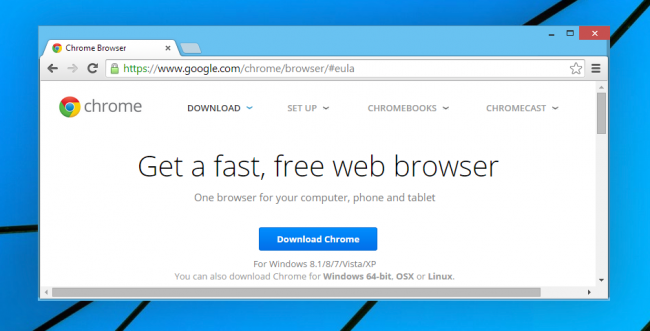 Chrome Browser
https://www.google.com/chrome/browser/#eula
chrome DOWNLOAD SET UP CHROMEBOOKS CHROMECAST
Get a fast, free web browser
One browser for your computer, phone and tablet
Download Chrome
For Windows 8.1/8/7/Vista/XP
You can also download Chrome for Windows 64-bit, OSX or Linux.